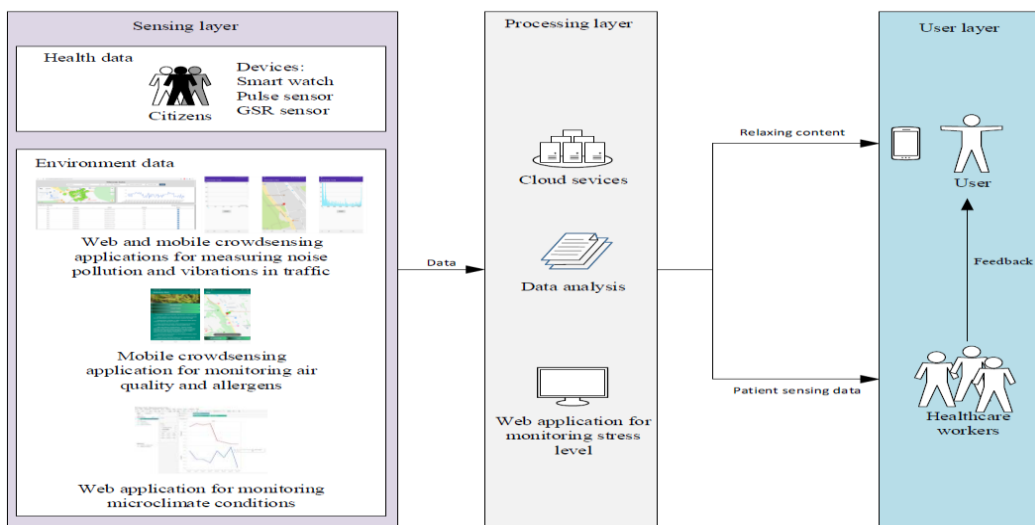 Sensing layer
Health data
Devices:
Smart watch
Pulse sensor
GSR sensor
Citizens
Environment data
Web and mobile crowdsensing
applications for measuring noise
pollution and vibrations in traffic
Mobile crowdsensing
application for monitoring air
quality and allergens
Web application for monitoring
microclimate conditions
Data
Processing layer
Cloud sevices
Data analysis
Web application for
monitoring stress
level
Relaxing content
Patient sensing data
User layer
User
Feedback
Healthcare
workers